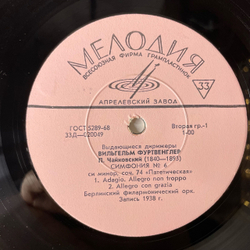 МЕЛОДИЯ
ВСЕСОЮЗНАЯ ФИРМА ГРАМПЛАСТИНОК
33
АПРЕЛЕВСКИЙ ЗАВОД
ГОСТ 5289-68
33Д-020049
Вторая гр.-1
1-00
Выдающиеся дирижеры
ВИЛЬГЕЛЬМ ФУРТВЕНГЛЕР
П. Чайковский (1840—1893)
СИМФОНИЯ № 6
си минор, соч. 74 „Патетическая"
1. Adagio. Allegro non troppo
2. Allegro con grazia
Берлинский филармонический орк.
Запись 1938 г.